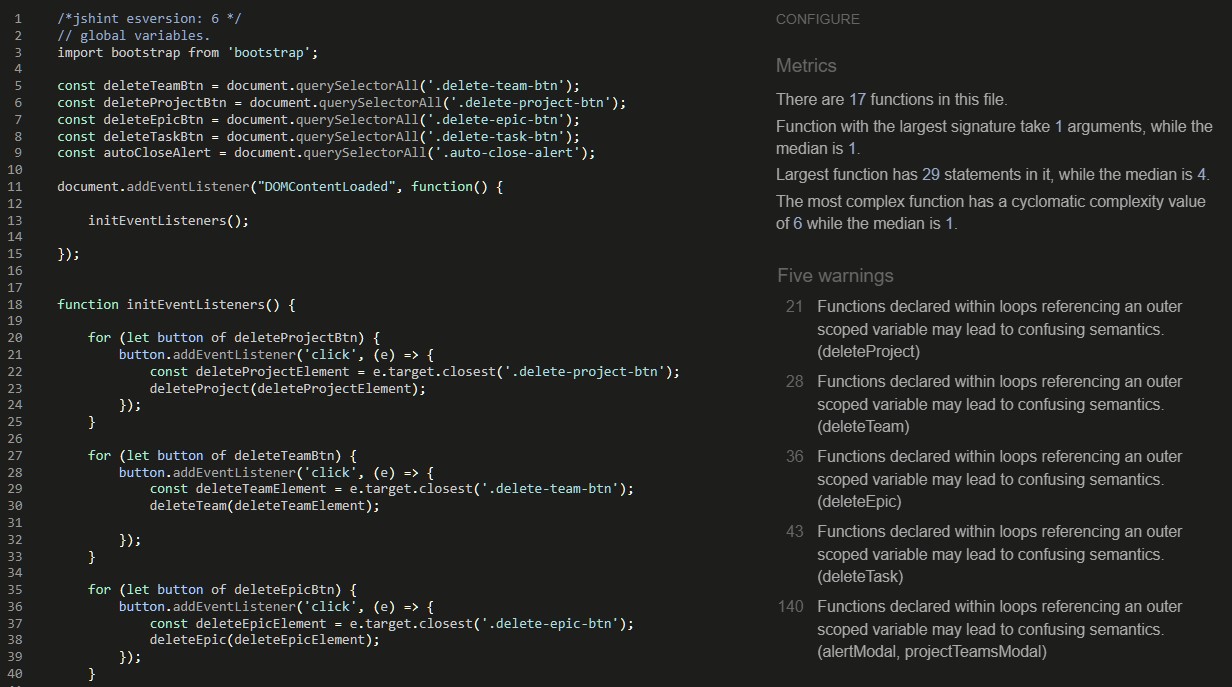 1 /*jshint esversion: 6 */
2 // global variables.
3 import bootstrap from 'bootstrap';
4
5 const deleteTeamBtn = document.querySelectorAll('.delete-team-btn');
6 const deleteProjectBtn = document.querySelectorAll('.delete-project-btn');
7 const deleteEpicBtn = document.querySelectorAll('.delete-epic-btn');
8 const deleteTaskBtn = document.querySelectorAll('.delete-task-btn');
9 const autoCloseAlert = document.querySelectorAll('.auto-close-alert');
10
11 document.addEventListener("DOMContentLoaded", function() {
12
13 initEventListeners();
14
15 });
16
17
18 function initEventListeners() {
19
20 for (let button of deleteProjectBtn) {
21 button.addEventListener('click', (e) => {
22 const deleteProjectElement = e.target.closest('.delete-project-btn');
23 deleteProject(deleteProjectElement);
24 });
25 }
26
27 for (let button of deleteTeamBtn) {
28 button.addEventListener('click', (e) => {
29 const deleteTeamElement = e.target.closest('.delete-team-btn');
30 deleteTeam(deleteTeamElement);
31
32 });
33 }
34
35 for (let button of deleteEpicBtn) {
36 button.addEventListener('click', (e) => {
37 const deleteEpicElement = e.target.closest('.delete-epic-btn');
38 deleteEpic(deleteEpicElement);
39 });
40 }
CONFIGURE
Metrics
There are 17 functions in this file.
Function with the largest signature take 1 arguments, while the
median is 1.
Largest function has 29 statements in it, while the median is 4.
The most complex function has a cyclomatic complexity value
of 6 while the median is 1.
Five warnings
21 Functions declared within loops referencing an outer
scoped variable may lead to confusing semantics.
(deleteProject)
28 Functions declared within loops referencing an outer
scoped variable may lead to confusing semantics.
(deleteTeam)
36 Functions declared within loops referencing an outer
scoped variable may lead to confusing semantics.
(deleteEpic)
43 Functions declared within loops referencing an outer
scoped variable may lead to confusing semantics.
(deleteTask)
140 Functions declared within loops referencing an outer
scoped variable may lead to confusing semantics.
(alertModal, projectTeamsModal)